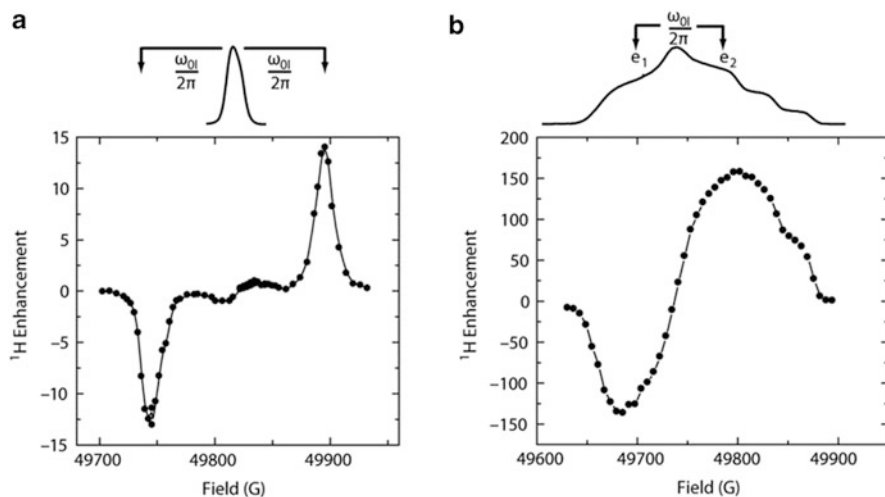 a
ω0I
2π
ω0I
2π
15
10
5
0
−5
−10
−15
¹H Enhancement
49700 49800 49900
Field (G)
b
ω0I
2π
e1 e2
200
150
100
50
0
−50
−100
−150
¹H Enhancement
49600 49700 49800 49900
Field (G)